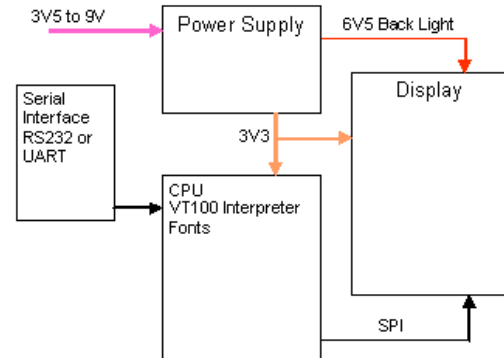 3V5 to 9V
Power Supply
6V5 Back Light
Display
Serial
Interface
RS232 or
UART
3V3
CPU
VT100 Interpreter
Fonts
SPI